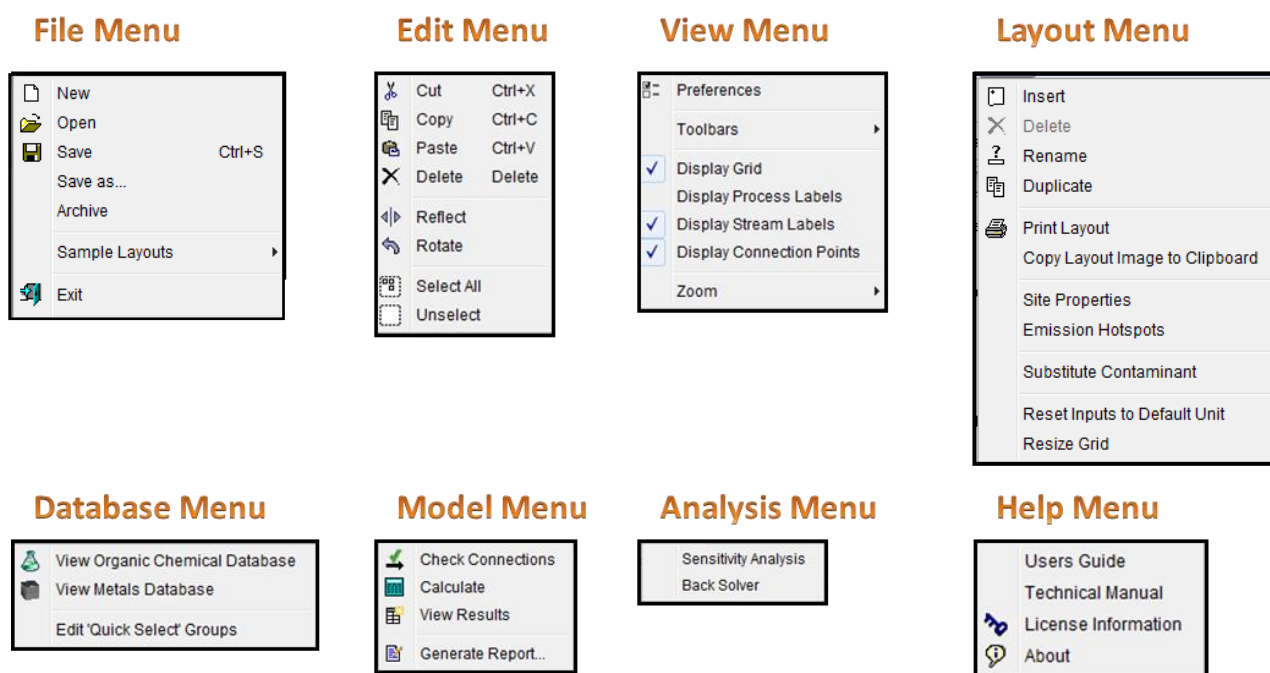 File Menu
New
Open
Save Ctrl+S
Save as...
Archive
Sample Layouts
Exit
Edit Menu
Cut Ctrl+X
Copy Ctrl+C
Paste Ctrl+V
Delete Delete
Reflect
Rotate
Select All
Unselect
View Menu
Preferences
Toolbars
Display Grid
Display Process Labels
Display Stream Labels
Display Connection Points
Zoom
Layout Menu
Insert
Delete
Rename
Duplicate
Print Layout
Copy Layout Image to Clipboard
Site Properties
Emission Hotspots
Substitute Contaminant
Reset Inputs to Default Unit
Resize Grid
Database Menu
View Organic Chemical Database
View Metals Database
Edit 'Quick Select' Groups
Model Menu
Check Connections
Calculate
View Results
Generate Report...
Analysis Menu
Sensitivity Analysis
Back Solver
Help Menu
Users Guide
Technical Manual
License Information
About